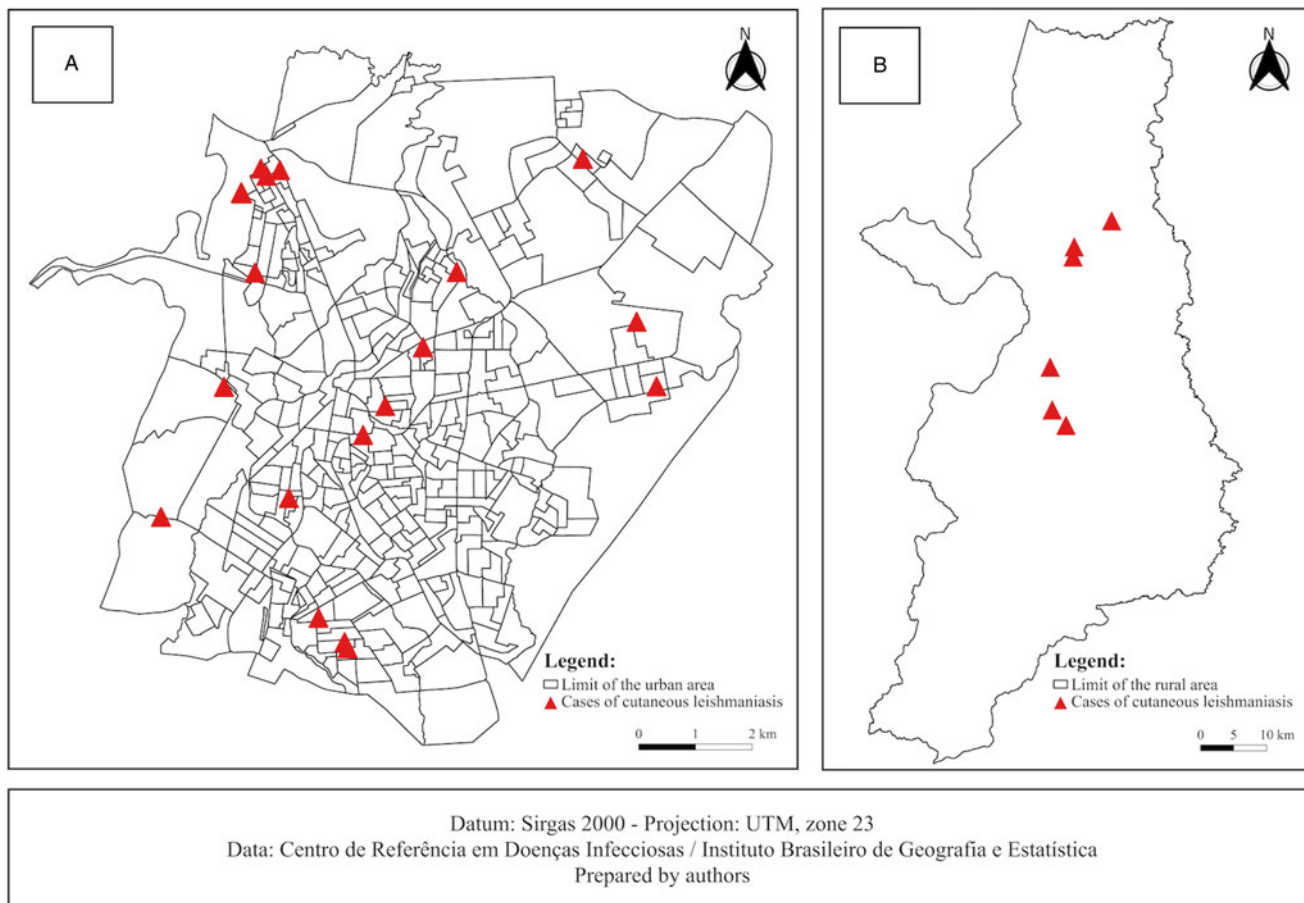 A
N
Legend:
Limit of the urban area
Cases of cutaneous leishmaniasis
0 1 2 km
B
N
Legend:
Limit of the rural area
Cases of cutaneous leishmaniasis
0 5 10 km
Datum: Sirgas 2000 - Projection: UTM, zone 23
Data: Centro de Referência em Doenças Infecciosas / Instituto Brasileiro de Geografia e Estatística
Prepared by authors